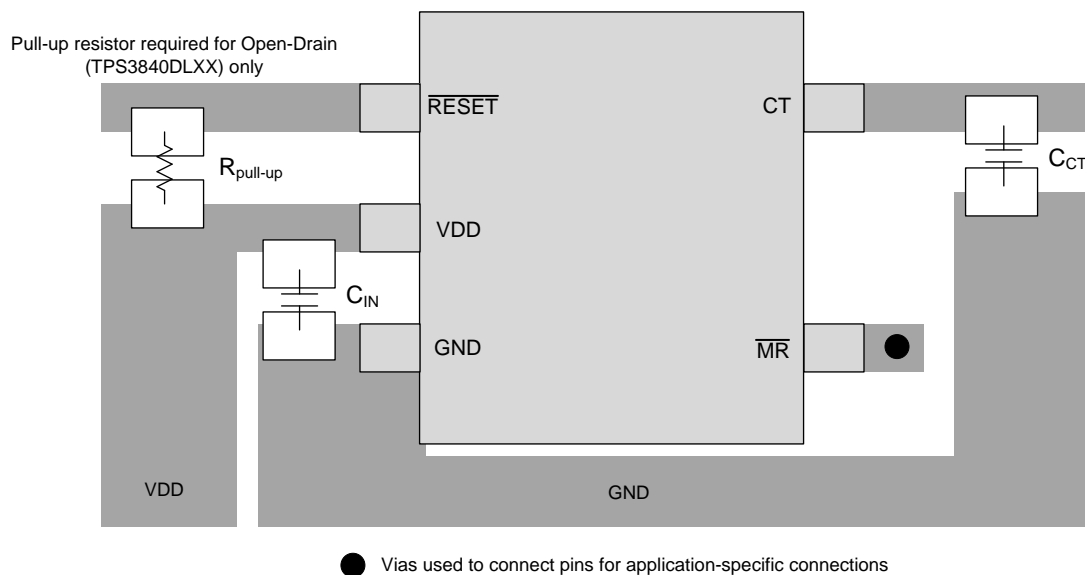 Pull-up resistor required for Open-Drain
(TPS3840DLXX) only
RESET
CT
Rpull-up
CCT
VDD
CIN
GND
MR
VDD
GND
Vias used to connect pins for application-specific connections